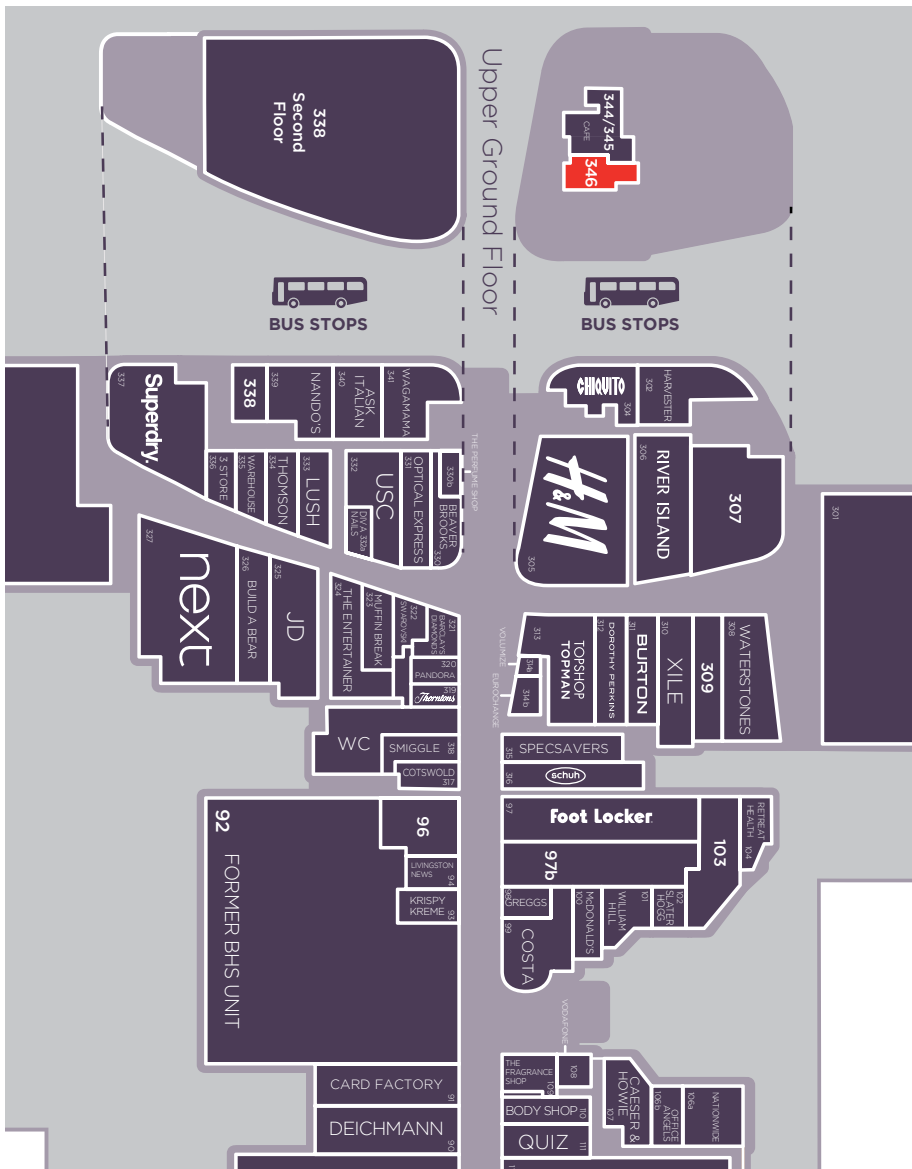 338
Second
Floor
Upper Ground Floor
344/345
CAFE
346
BUS STOPS
BUS STOPS
337
Superdry.
338
339
NANDO'S
340
ASK
ITALIAN
341
WAGAMAMA
CHIQUITO
304
302
HARVESTER
336
3 STORE
335
WAREHOUSE
334
THOMSON
333
LUSH
332
USC
332a
DIVA
NAILS
331
OPTICAL EXPRESS
330b
THE PERFUME SHOP
330
BEAVER
BROOKS
305
H&M
306
RIVER ISLAND
307
301
327
next
326
BUILD A BEAR
325
JD
324
THE ENTERTAINER
323
MUFFIN BREAK
322
SWAROVSKI
321
BARCLAYS
DIAMONDS
320
PANDORA
319
Thorntons
313
TOPSHOP
TOPMAN
VOLUMIZE
314a
EUROCHANGE
314b
312
DOROTHY PERKINS
311
BURTON
310
XILE
309
308
WATERSTONES
WC
SMIGGLE
318
COTSWOLD
317
315
SPECSAVERS
316
schuh
92
FORMER BHS UNIT
96
LIVINGSTON
NEWS
94
KRISPY
KREME
93
97
Foot Locker
97b
103
RETREAT
HEALTH
104
98
GREGGS
99
COSTA
100
McDONALD'S
101
WILLIAM
HILL
102
SLATER
HOGG
VODAFONE
108
THE
FRAGRANCE
SHOP
109
CARD FACTORY
91
DEICHMANN
90
BODY SHOP
110
QUIZ
111
CAESER &
HOWIE
107
106b
OFFICE
ANGELS
106a
NATIONWIDE